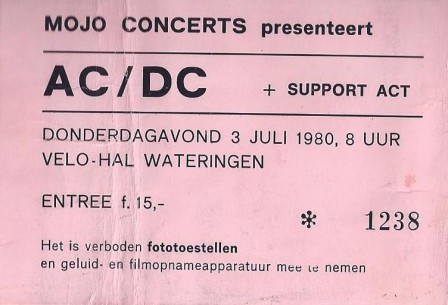 MOJO CONCERTS presenteert
AC/DC + SUPPORT ACT
DONDERDAGAVOND 3 JULI 1980, 8 UUR
VELO-HAL WATERINGEN
ENTREE f. 15,-
* 1238
Het is verboden fototoestellen
en geluid- en filmopnameapparatuur mee te nemen